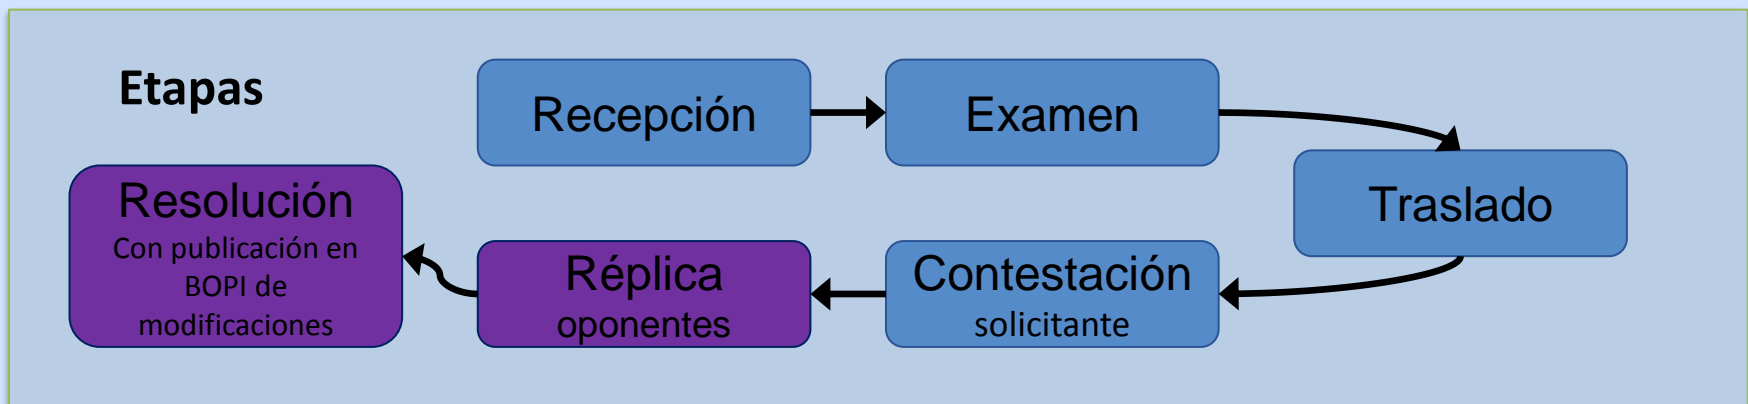 Etapas
Recepción
Examen
Traslado
Contestación
solicitante
Réplica
oponentes
Resolución
Con publicación en
BOPI de
modificaciones